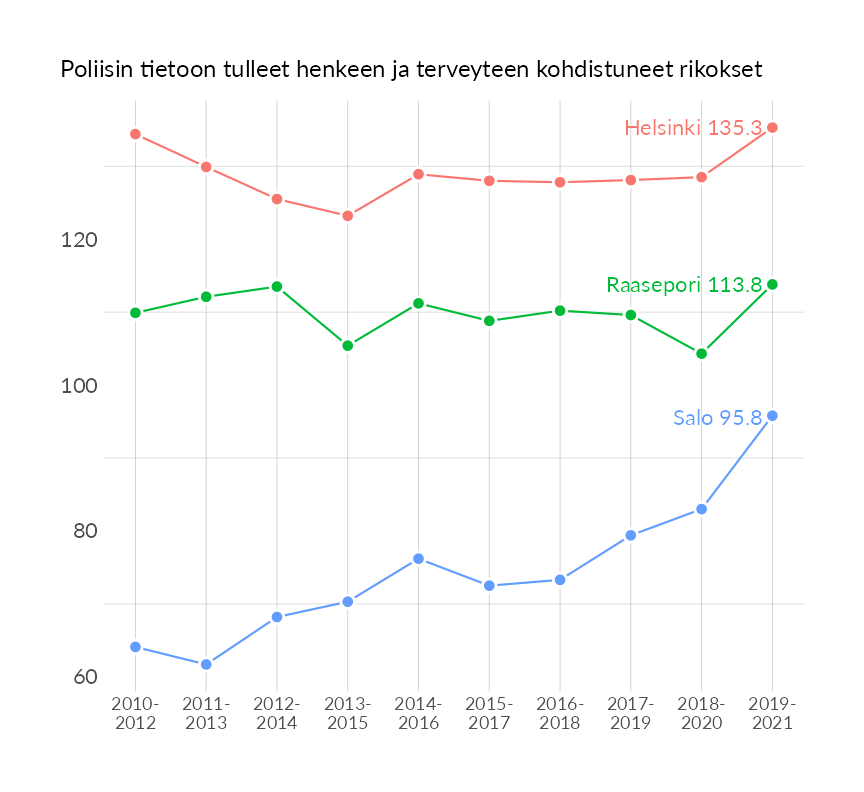 Poliisin tietoon tulleet henkeen ja terveyteen kohdistuneet rikokset
Helsinki 135.3
120
Raasepori 113.8
100
Salo 95.8
80
60
2010-2012 2011-2013 2012-2014 2013-2015 2014-2016 2015-2017 2016-2018 2017-2019 2018-2020 2019-2021